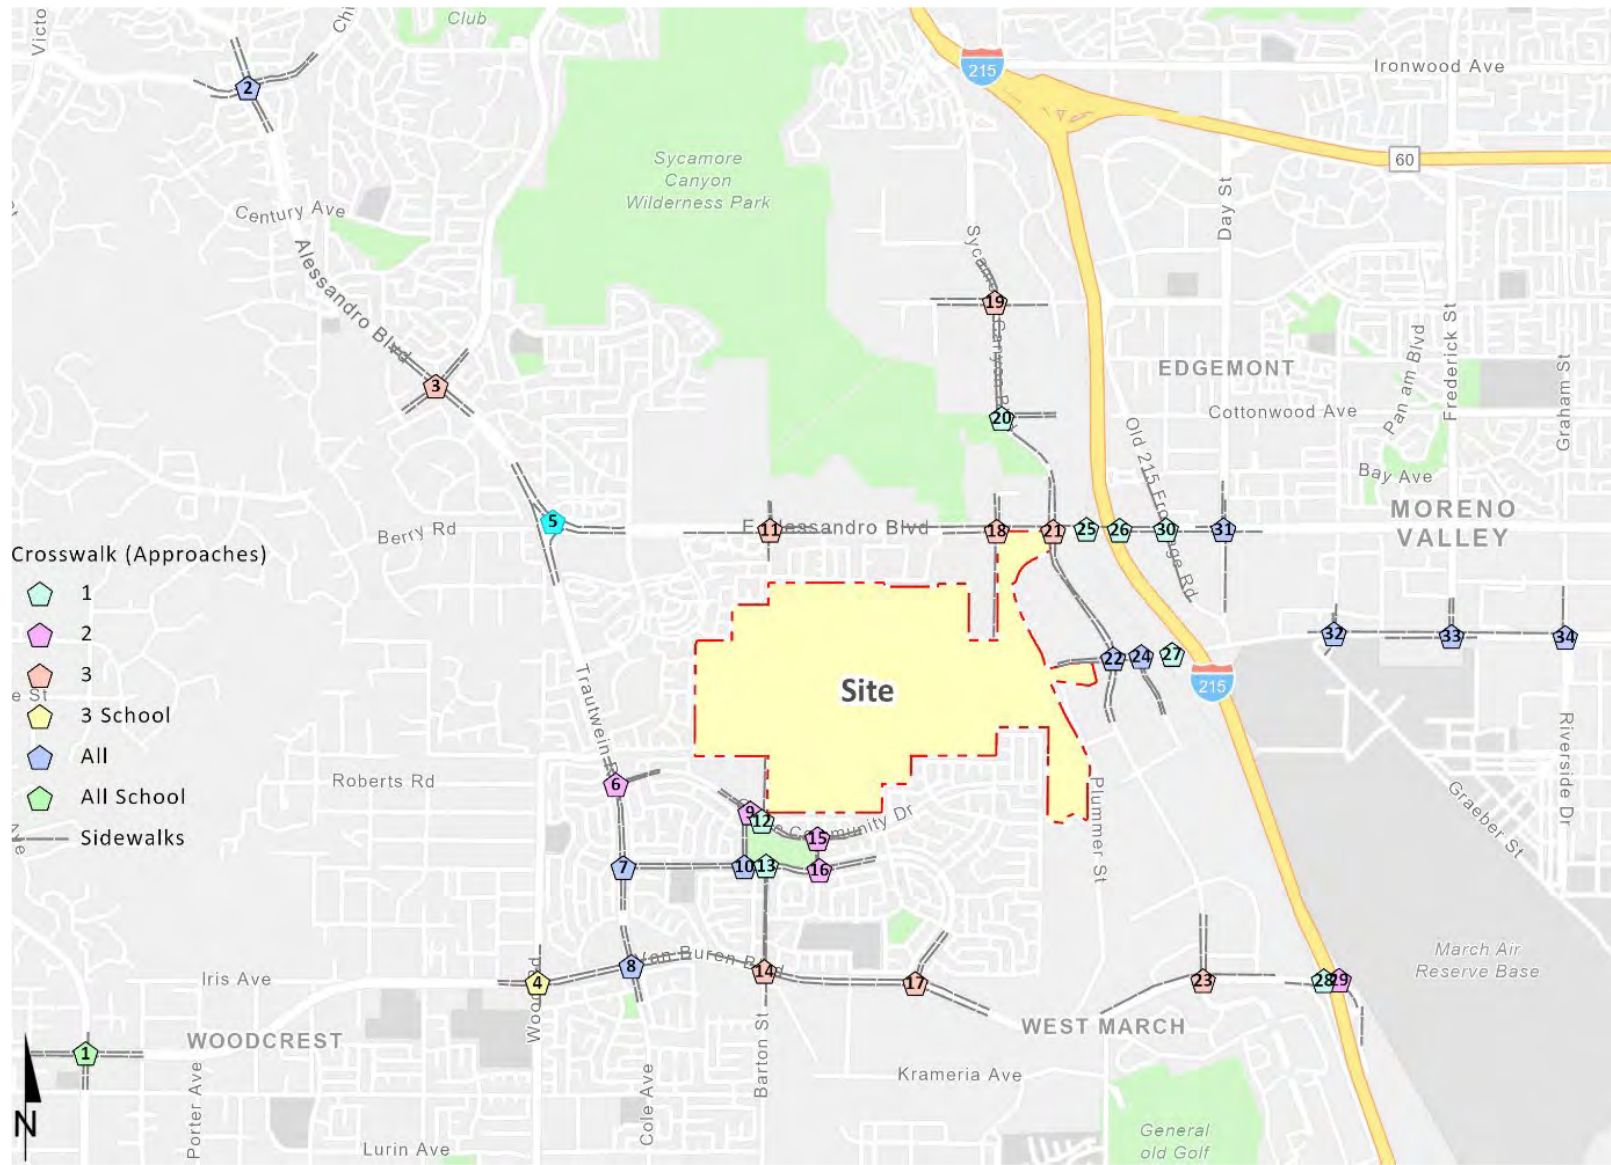 Victo
Club
Chi
215
Ironwood Ave
2
60
Sycamore
Canyon
Wilderness Park
Century Ave
Day St
Sycam
Alessandro Blvd
19
Canyon
Frederick St
Pan am Blvd
Graham St
EDGEMONT
3
Cottonwood Ave
20
Old 215 Frontage Rd
Bay Ave
MORENO
VALLEY
Berry Rd
5
11
E Alessandro Blvd
18
21
25
26
30
31
Crosswalk (Approaches)
1
2
3
3 School
All
All School
Sidewalks
32
33
34
22
24
27
215
Site
e St
Trautwein
Roberts Rd
6
9
12
Community Dr
15
7
10
13
16
Plummer St
Riverside Dr
Graeber St
Iris Ave
4
8
Van Buren Blvd
14
17
23
28
29
March Air
Reserve Base
WOODCREST
WEST MARCH
1
N
Porter Ave
Cole Ave
Barton St
Krameria Ave
Lurin Ave
General
old Golf